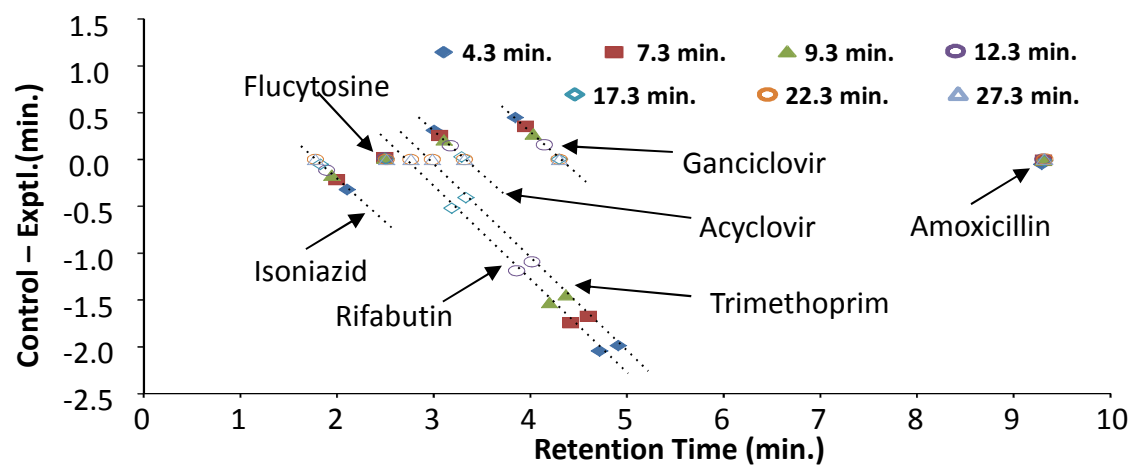 Control – Exptl.(min.)
1.5
1.0
0.5
0.0
-0.5
-1.0
-1.5
-2.0
-2.5
4.3 min. 7.3 min. 9.3 min. 12.3 min.
17.3 min. 22.3 min. 27.3 min.
Flucytosine
Ganciclovir
Acyclovir
Amoxicillin
Isoniazid
Rifabutin
Trimethoprim
0 1 2 3 4 5 6 7 8 9 10
Retention Time (min.)